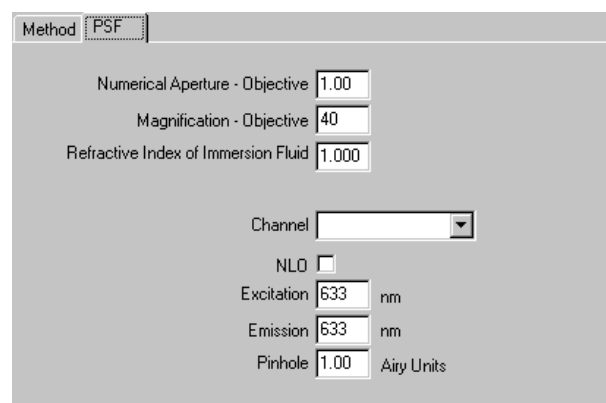 Method PSF
Numerical Aperture - Objective 1.00
Magnification - Objective 40
Refractive Index of Immersion Fluid 1.000
Channel
NLO
Excitation 633 nm
Emission 633 nm
Pinhole 1.00 Airy Units